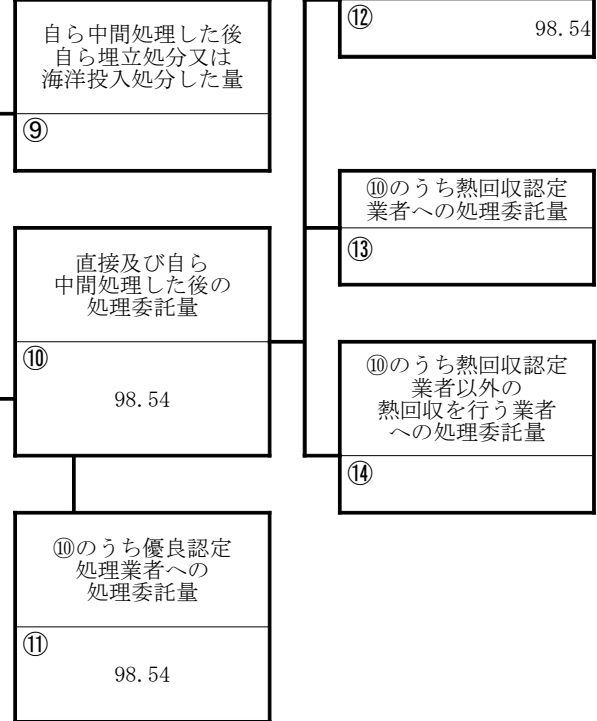 自ら中間処理した後
自ら埋立処分又は
海洋投入処分した量
⑨
⑫
98.54
⑩のうち熱回収認定
業者への処理委託量
⑬
直接及び自ら
中間処理した後の
処理委託量
⑩
98.54
⑩のうち熱回収認定
業者以外の
熱回収を行う業者
への処理委託量
⑭
⑩のうち優良認定
処理業者への
処理委託量
⑪
98.54